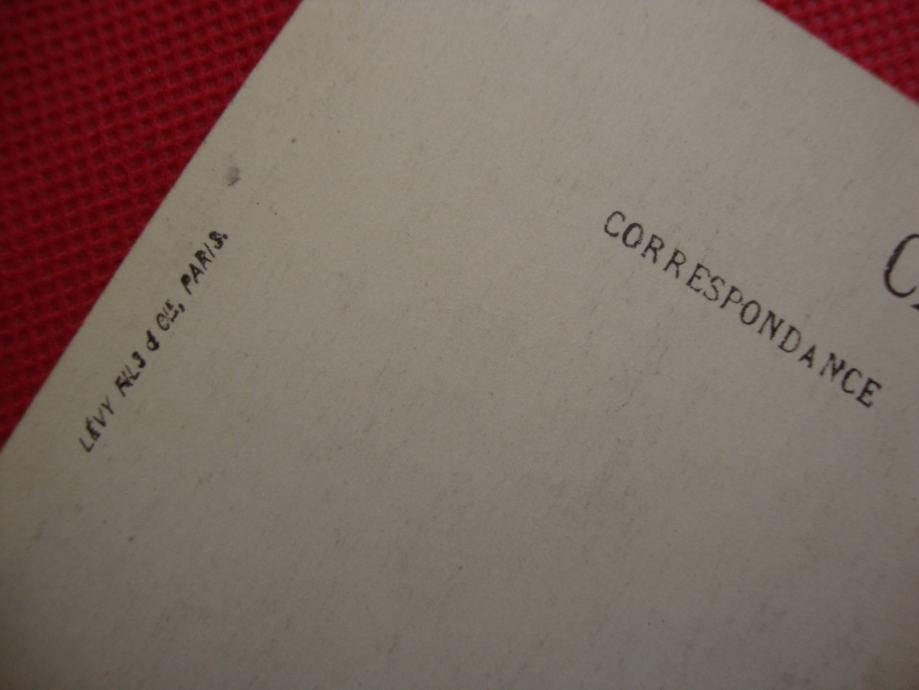 LÉVY FILS & CIE, PARIS.
CORRESPONDANCE